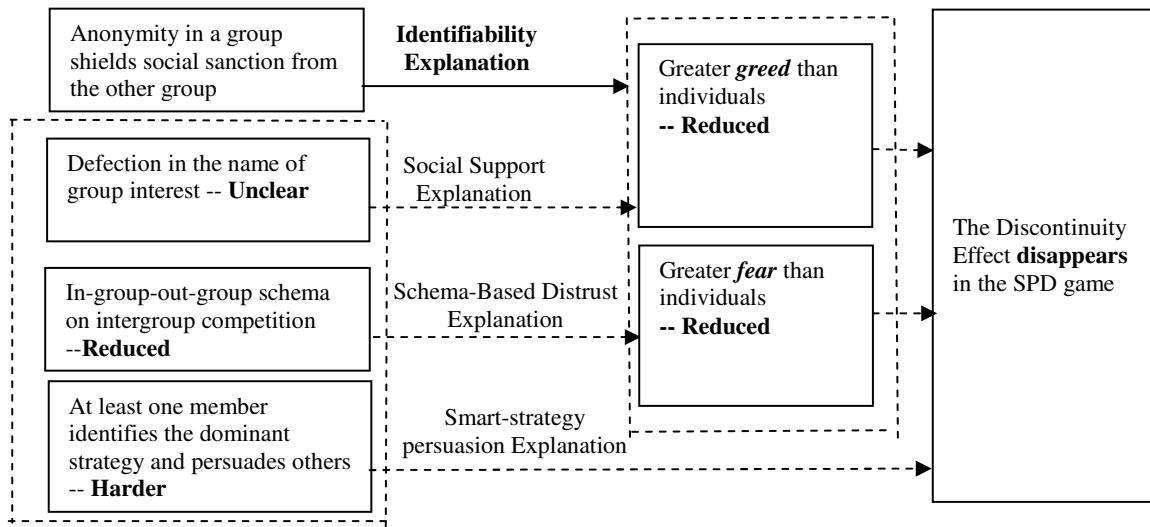 Anonymity in a group
shields social sanction from
the other group
Identifiability
Explanation
Greater greed than
individuals
-- Reduced
Defection in the name of
group interest -- Unclear
Social Support
Explanation
The Discontinuity
Effect disappears
in the SPD game
In-group-out-group schema
on intergroup competition
--Reduced
Schema-Based Distrust
Explanation
Greater fear than
individuals
-- Reduced
At least one member
identifies the dominant
strategy and persuades others
-- Harder
Smart-strategy
persuasion Explanation